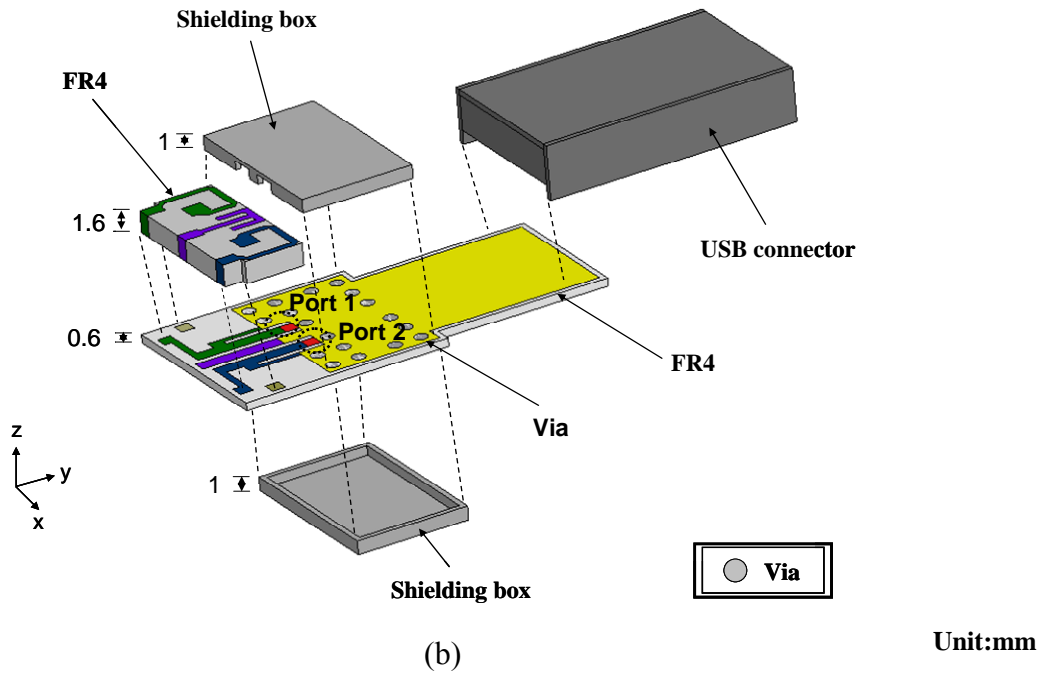 Shielding box
FR4
1
1.6
USB connector
Port 1
Port 2
0.6
FR4
Via
z
y
x
1
Shielding box
Via
Unit:mm
(b)